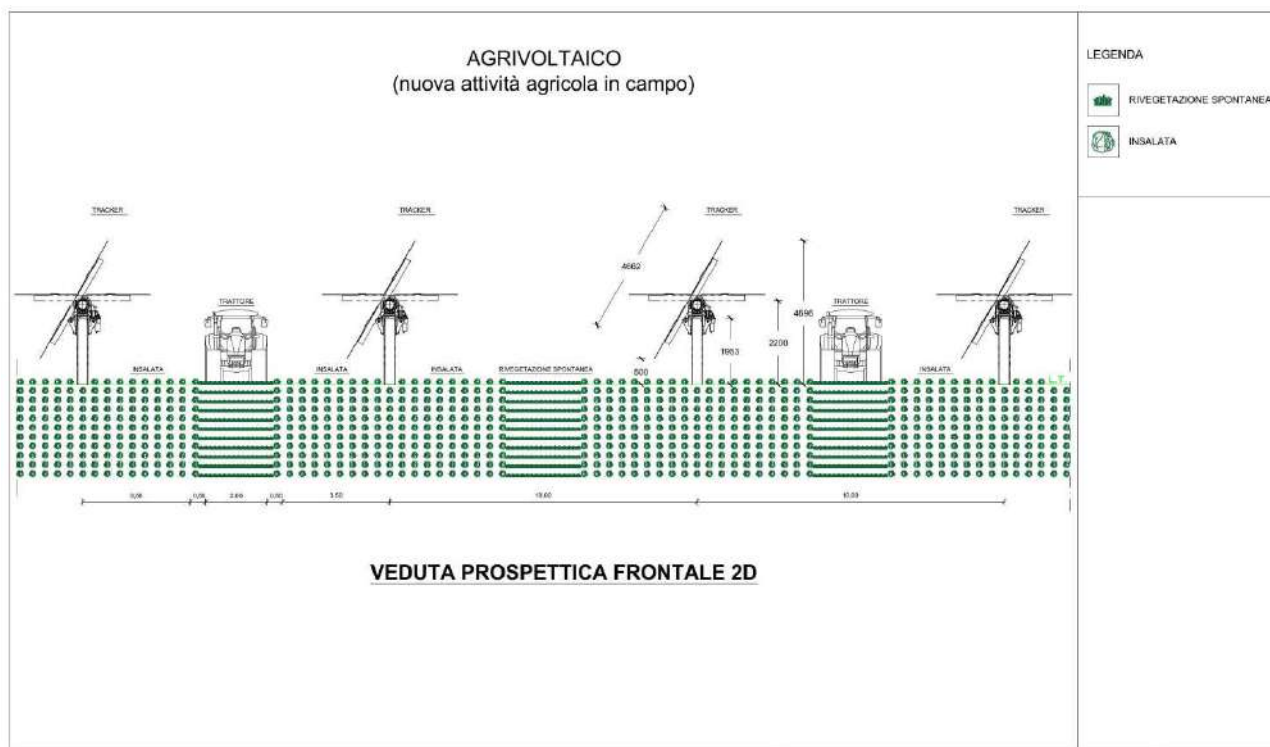 AGRIVOLTAICO
(nuova attività agricola in campo)
LEGENDA
RIVEGETAZIONE SPONTANEA
INSALATA
TRACKER
TRACKER
TRACKER
TRACKER
4662
4696
TRATTORE
TRATTORE
2200
1953
500
INSALATA
INSALATA
INSALATA
RIVEGETAZIONE SPONTANEA
INSALATA
L.T.
3,50
10,00
10,00
VEDUTA PROSPETTICA FRONTALE 2D